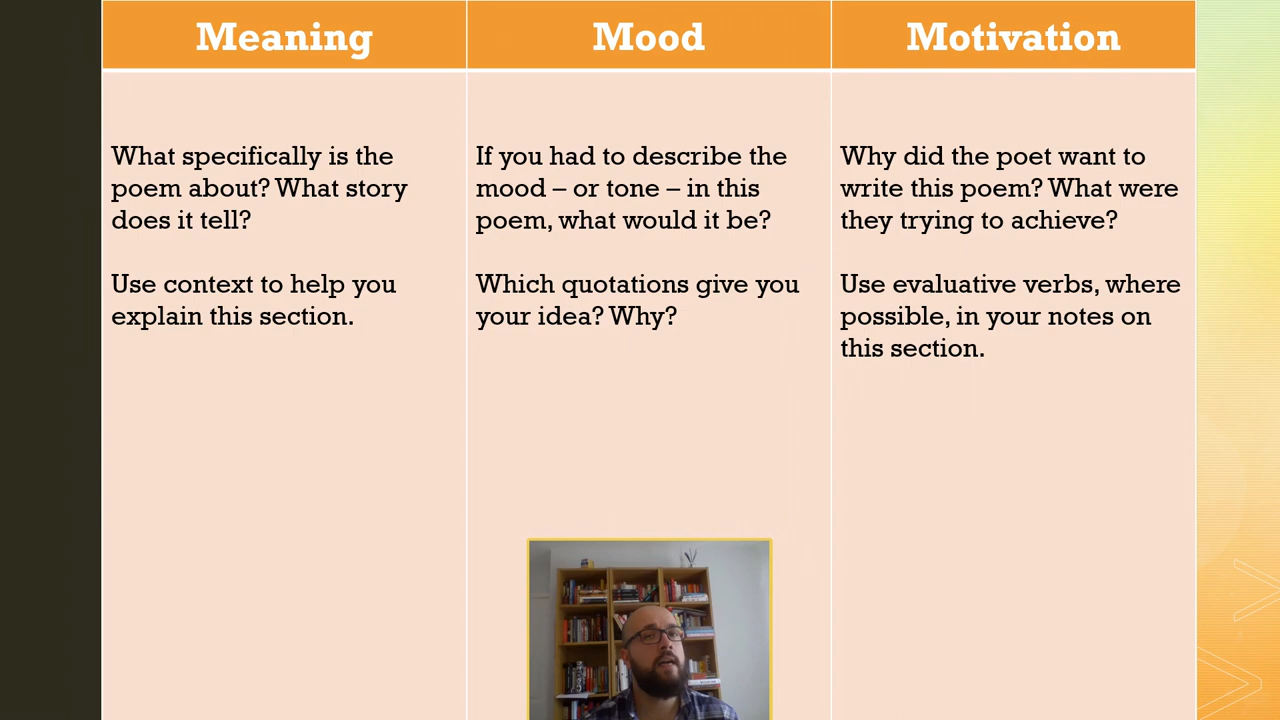 Meaning
Mood
Motivation
What specifically is the
poem about? What story
does it tell?
Use context to help you
explain this section.
If you had to describe the
mood – or tone – in this
poem, what would it be?
Which quotations give you
your idea? Why?
Why did the poet want to
write this poem? What were
they trying to achieve?
Use evaluative verbs, where
possible, in your notes on
this section.